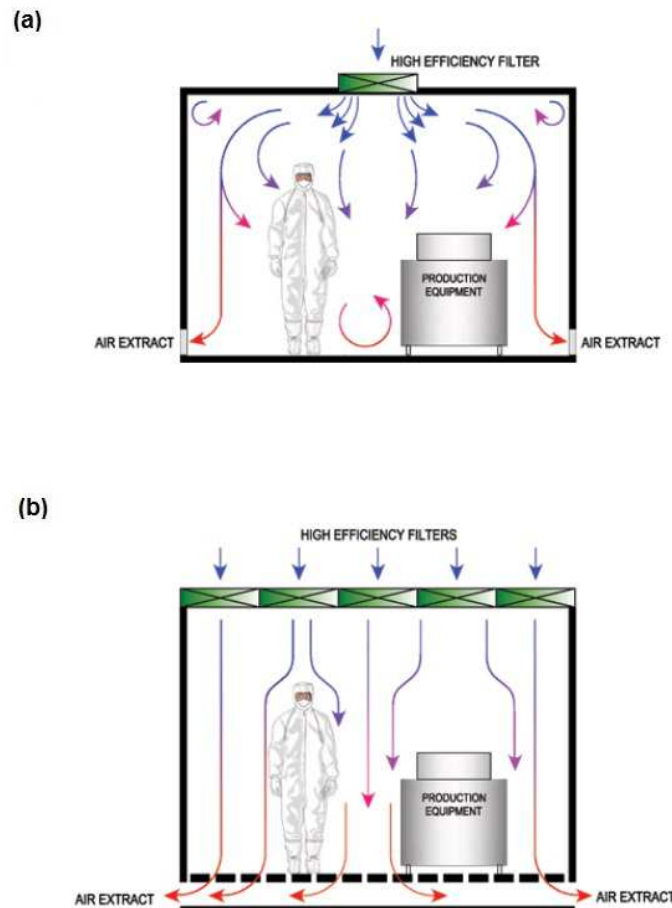 (a)
HIGH EFFICIENCY FILTER
PRODUCTION
EQUIPMENT
AIR EXTRACT
AIR EXTRACT
(b)
HIGH EFFICIENCY FILTERS
PRODUCTION
EQUIPMENT
AIR EXTRACT
AIR EXTRACT